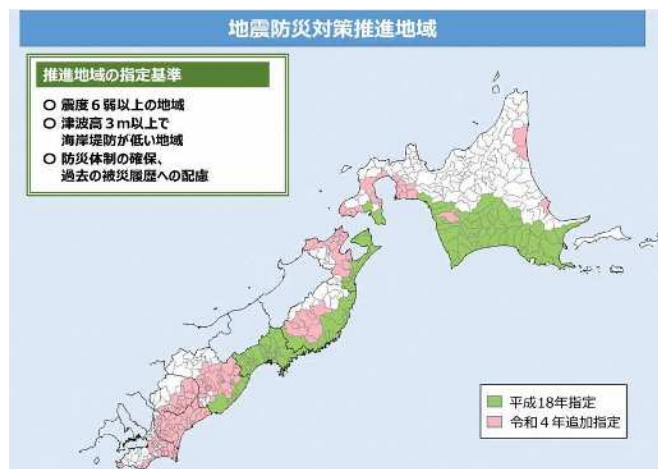 地震防災対策推進地域
推進地域の指定基準
○ 震度６弱以上の地域
○ 津波高３ｍ以上で
海岸堤防が低い地域
○ 防災体制の確保、
過去の被災履歴への配慮
平成18年指定
令和４年追加指定